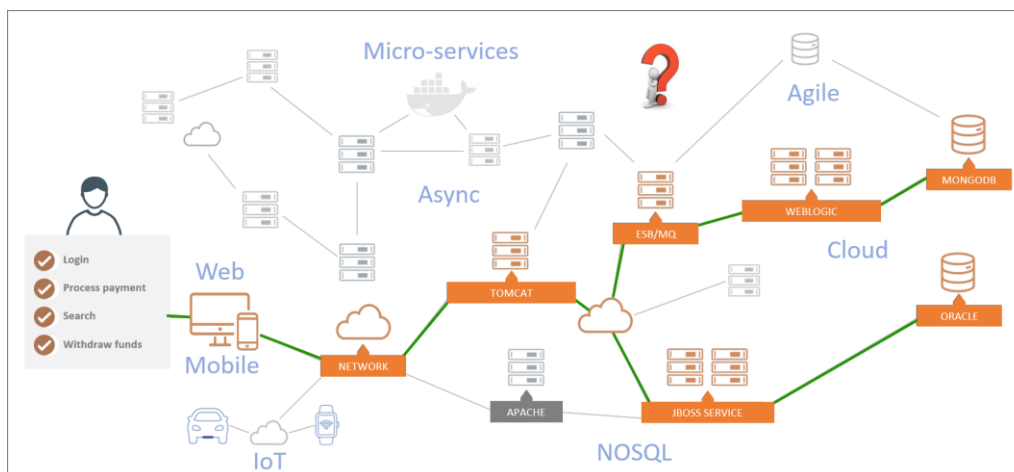 Micro-services
Agile
Async
MONGODB
WEBLOGIC
ESB/MQ
Cloud
Login
Process payment
Search
Withdraw funds
Web
Mobile
TOMCAT
ORACLE
NETWORK
APACHE
JBOSS SERVICE
IoT
NOSQL
?